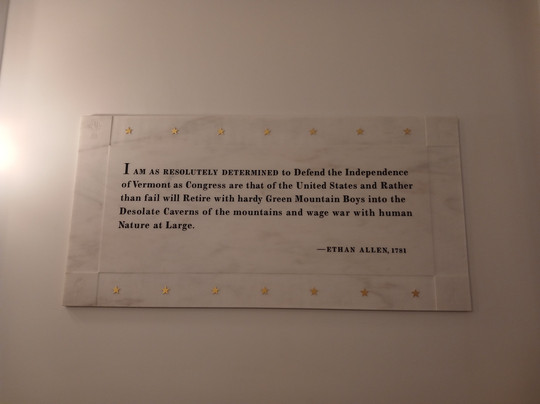 I AM AS RESOLUTELY DETERMINED to Defend the Independence
of Vermont as Congress are that of the United States and Rather
than fail will Retire with hardy Green Mountain Boys into the
Desolate Caverns of the mountains and wage war with human
Nature at Large.
—ETHAN ALLEN, 1781